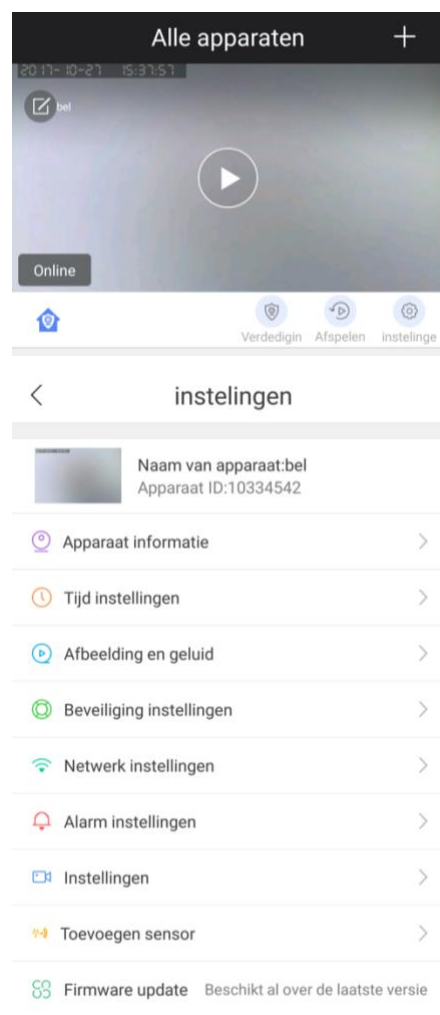 Alle apparaten
2017-10-27 15:37:57
bel
Online
Verdedigin Afspelen instelinge
instelingen
Naam van apparaat:bel
Apparaat ID:10334542
Apparaat informatie
Tijd instellingen
Afbeelding en geluid
Beveiliging instellingen
Netwerk instellingen
Alarm instellingen
Instellingen
Toevoegen sensor
Firmware update Beschikt al over de laatste versie